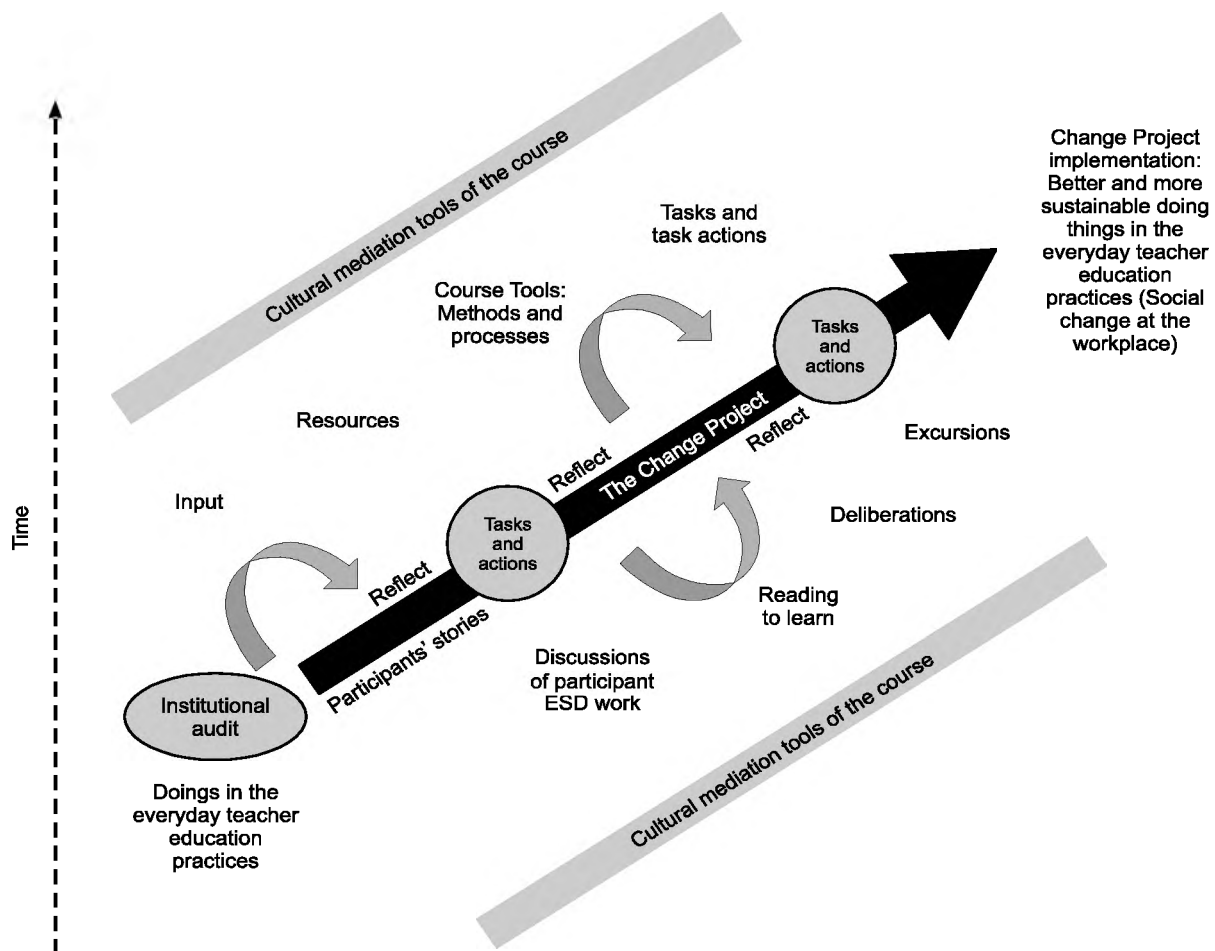 Cultural mediation tools of the course
Change Project
implementation:
Better and more
sustainable doing
things in the
everyday teacher
education
practices (Social
change at the
workplace)
Tasks and
task actions
Course Tools:
Methods and
processes
Tasks
and
actions
Resources
Reflect
The Change Project
Reflect
Excursions
Input
Time
Tasks
and
actions
Deliberations
Reflect
Participants' stories
Reading
to learn
Discussions
of participant
ESD work
Institutional
audit
Cultural mediation tools of the course
Doings in the
everyday teacher
education
practices